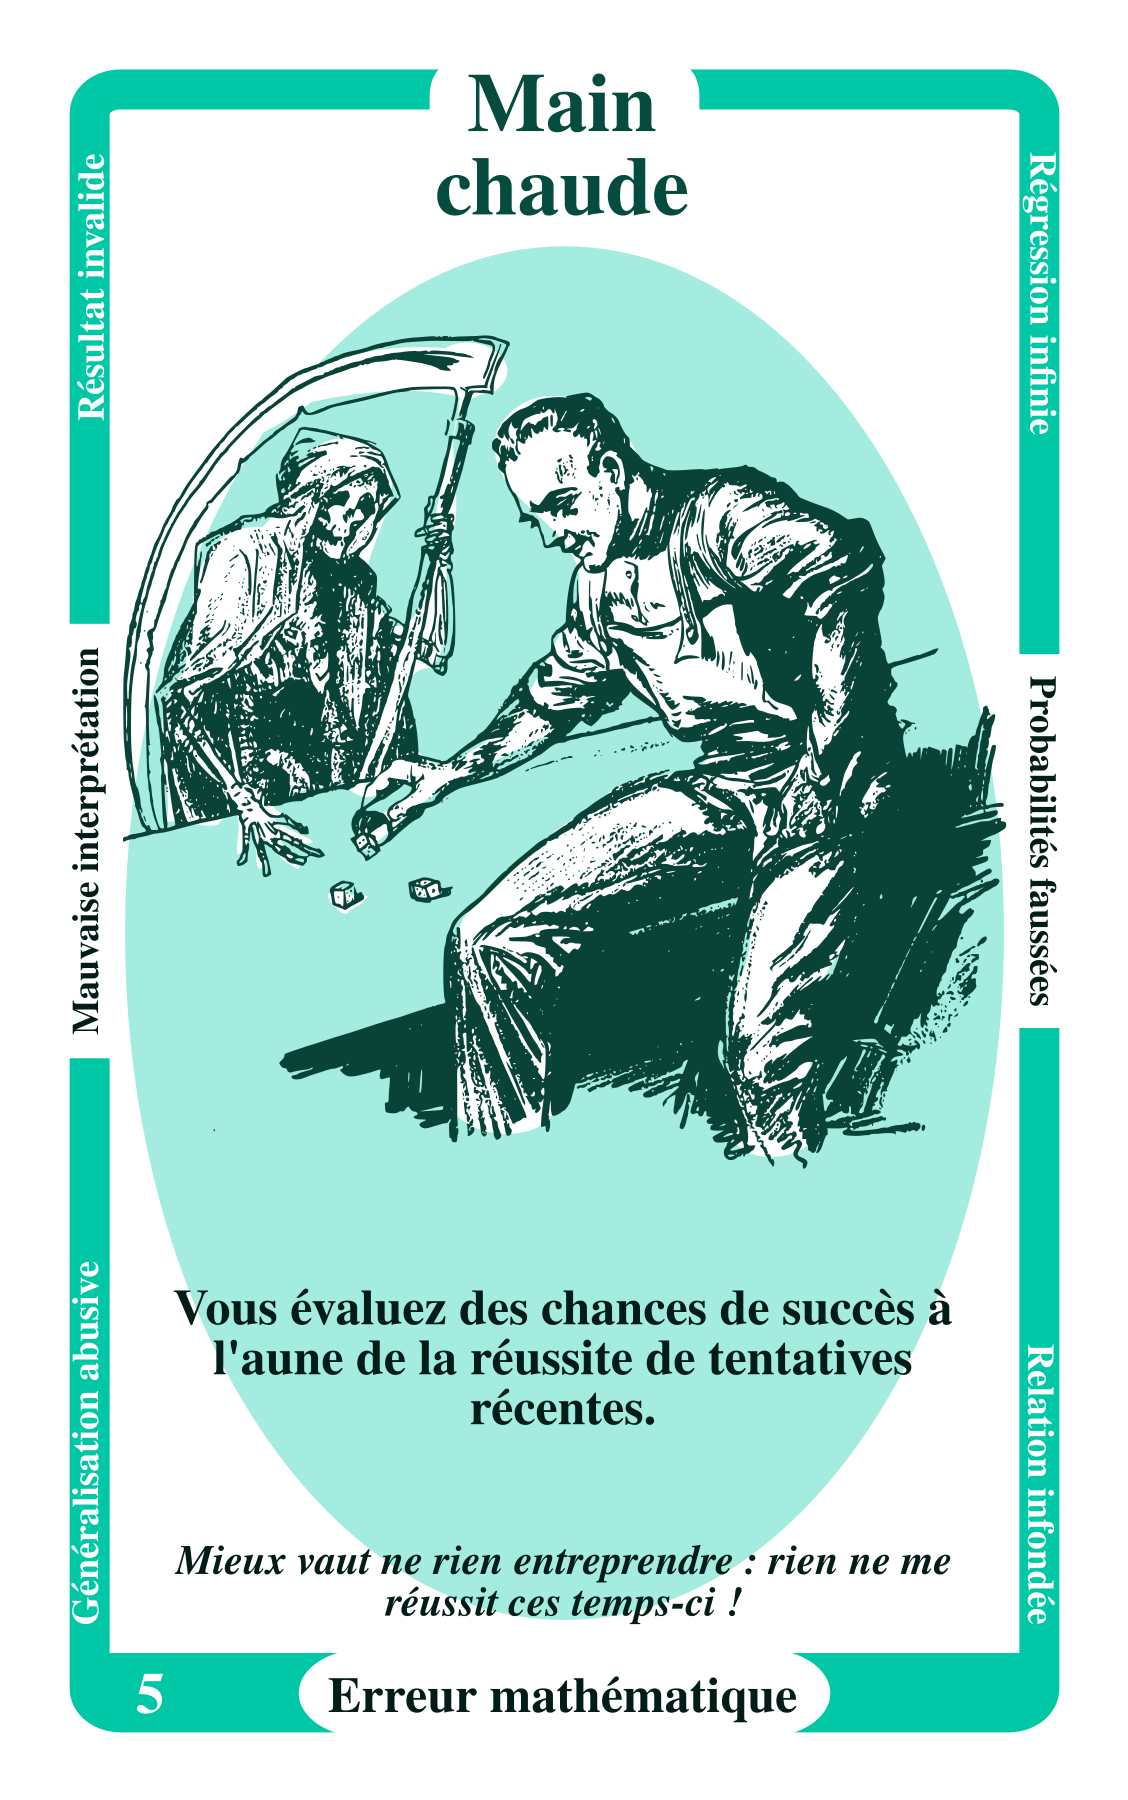 Main
chaude
Résultat invalide
Mauvaise interprétation
Généralisation abusive
Régression infinie
Probabilités faussées
Relation infondée
Vous évaluez des chances de succès à
l'aune de la réussite de tentatives
récentes.
Mieux vaut ne rien entreprendre : rien ne me
réussit ces temps-ci !
5
Erreur mathématique